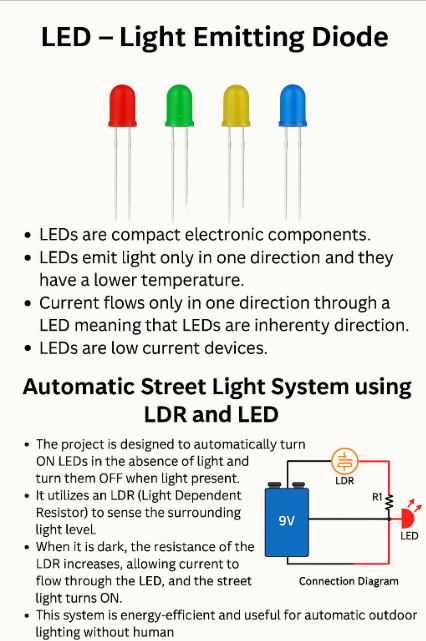 LED – Light Emitting Diode
• LEDs are compact electronic components.
• LEDs emit light only in one direction and they
have a lower temperature.
• Current flows only in one direction through a
LED meaning that LEDs are inherenty direction.
• LEDs are low current devices.
Automatic Street Light System using
LDR and LED
• The project is designed to automatically turn
ON LEDs in the absence of light and
turn them OFF when light present.
• It utilizes an LDR (Light Dependent
Resistor) to sense the surrounding
light level.
• When it is dark, the resistance of the
LDR increases, allowing current to
flow through the LED, and the street
light turns ON.
• This system is energy-efficient and useful for automatic outdoor
lighting without human
LDR
R1
9V
LED
Connection Diagram